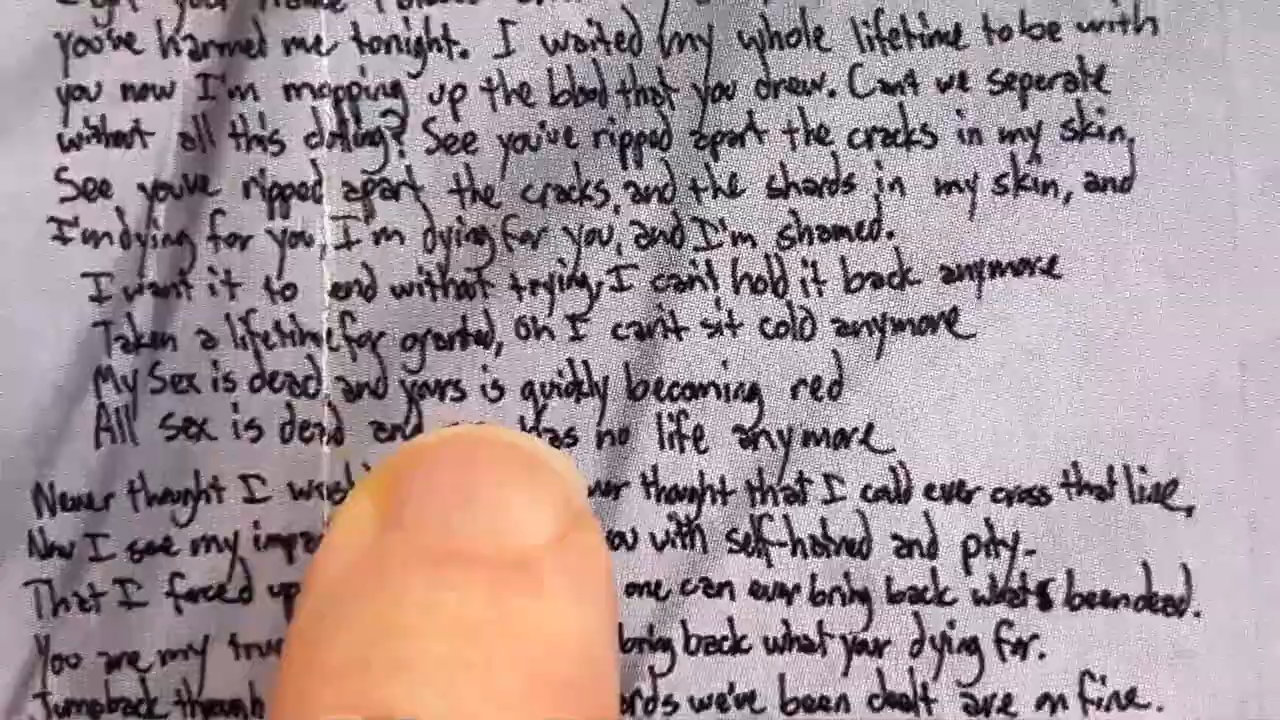 you've harmed me tonight. I waited my whole lifetime to be with
you now I'm mopping up the blood that you drew. Can't we seperate
without all this? See you've ripped apart the cracks in my skin,
See you've ripped apart the cracks, and the shards in my skin, and
I'm dying for you, I'm dying for you, and I'm shamed.
I want it to end without trying, I can't hold it back anymore
Taken a lifetime for granted, oh I can't sit cold anymore
My Sex is dead, and yours is quickly becoming red
All sex is dead and has no life anymore
Never thought I thought that I could ever cross that line,
Now I see my with self-hatred and pity-
That I forced up one can ever bring back what's been dead.
You are my bring back what your dying for.
Jump back though we've been dealt are on fire.